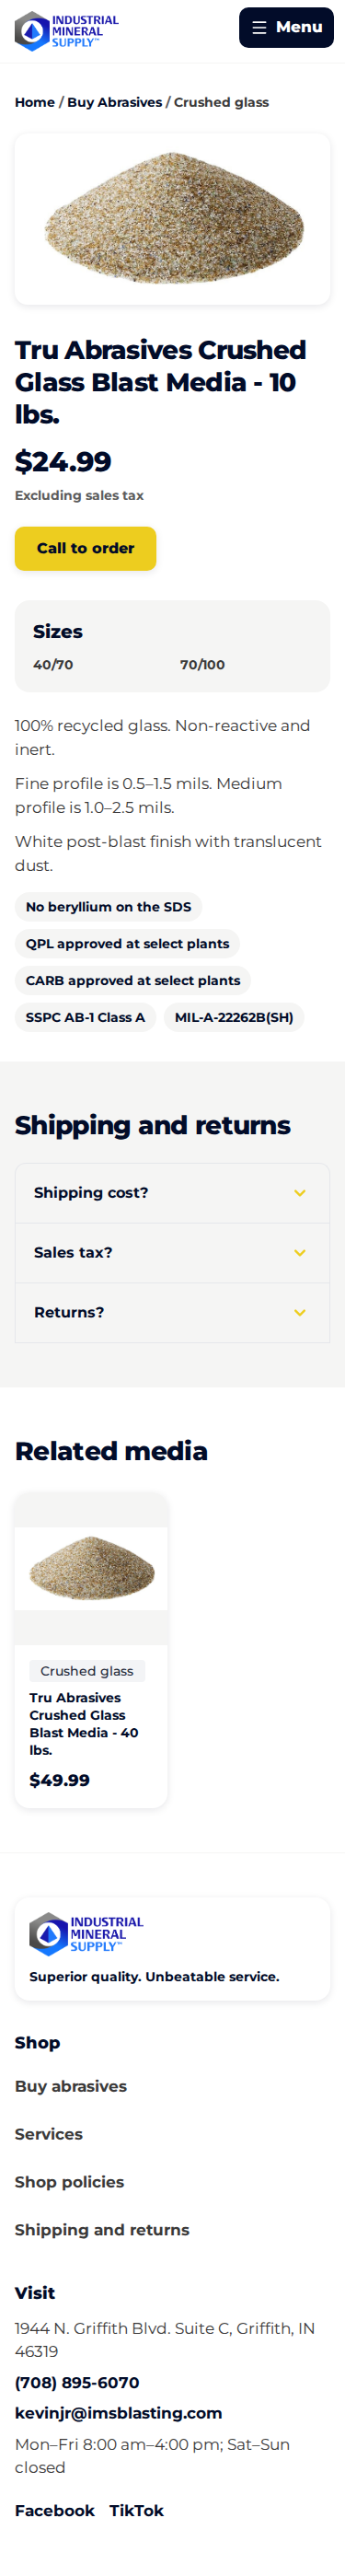 INDUSTRIAL
MINERAL
SUPPLY™
Menu
Home / Buy Abrasives / Crushed glass
Tru Abrasives Crushed
Glass Blast Media - 10
lbs.
$24.99
Excluding sales tax
Call to order
Sizes
40/70 70/100
100% recycled glass. Non-reactive and
inert.
Fine profile is 0.5–1.5 mils. Medium
profile is 1.0–2.5 mils.
White post-blast finish with translucent
dust.
No beryllium on the SDS
QPL approved at select plants
CARB approved at select plants
SSPC AB-1 Class A MIL-A-22262B(SH)
Shipping and returns
Shipping cost?
Sales tax?
Returns?
Related media
Crushed glass
Tru Abrasives
Crushed Glass
Blast Media - 40
lbs.
$49.99
INDUSTRIAL
MINERAL
SUPPLY™
Superior quality. Unbeatable service.
Shop
Buy abrasives
Services
Shop policies
Shipping and returns
Visit
1944 N. Griffith Blvd. Suite C, Griffith, IN
46319
(708) 895-6070
kevinjr@imsblasting.com
Mon–Fri 8:00 am–4:00 pm; Sat–Sun
closed
Facebook TikTok